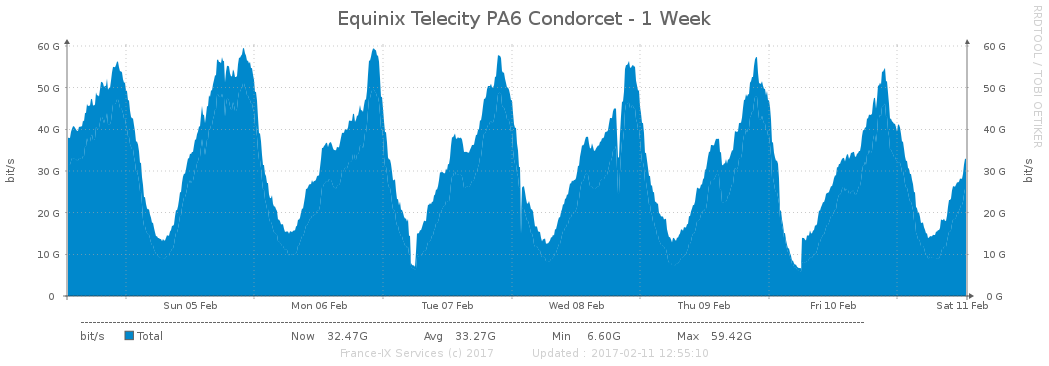 Equinix Telecity PA6 Condorcet - 1 Week
RRDTOOL / TOBI OETIKER
bit/s
bit/s
60 G 60 G
50 G 50 G
40 G 40 G
30 G 30 G
20 G 20 G
10 G 10 G
0 0 G
Sun 05 Feb Mon 06 Feb Tue 07 Feb Wed 08 Feb Thu 09 Feb Fri 10 Feb Sat 11 Feb
bit/s Total Now 32.47G Avg 33.27G Min 6.60G Max 59.42G
France-IX Services (c) 2017 Updated : 2017-02-11 12:55:10